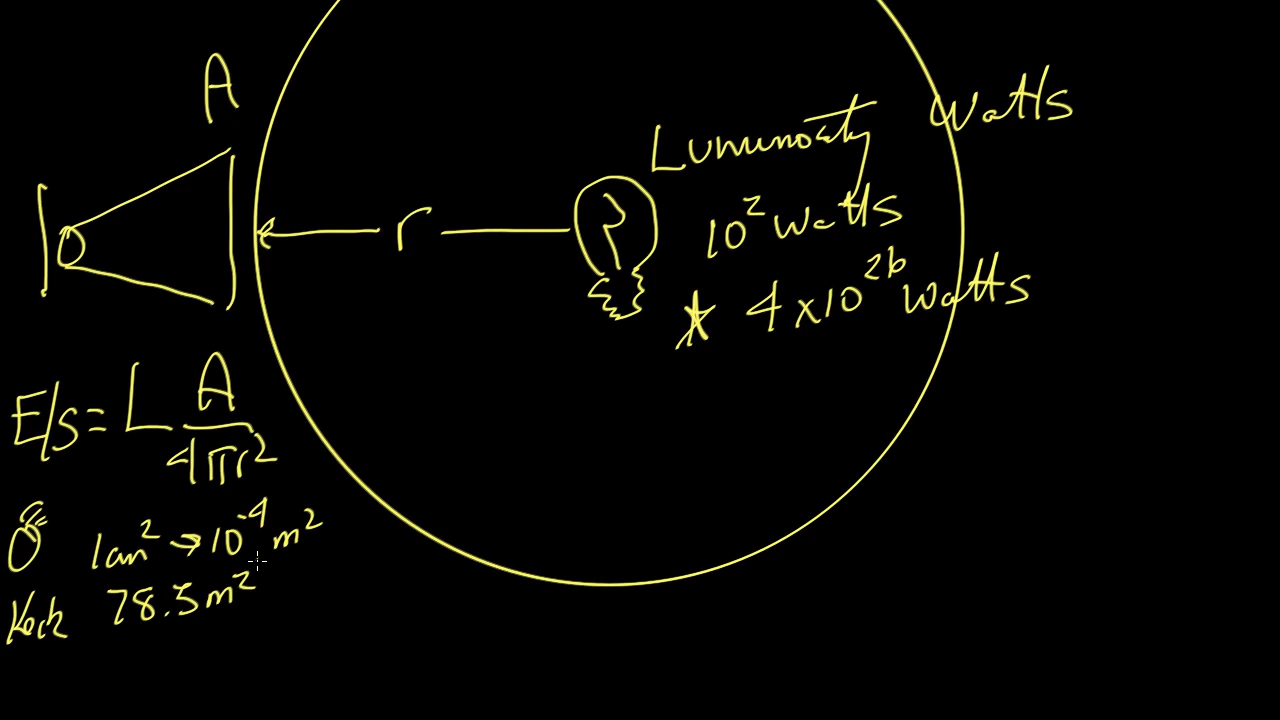 A
Luminosity Watts
r
10² watts
4x10²⁶ watts
E/s = L A/4πr²
1cm² → 10⁻⁴ m²
Keck 78.5m²